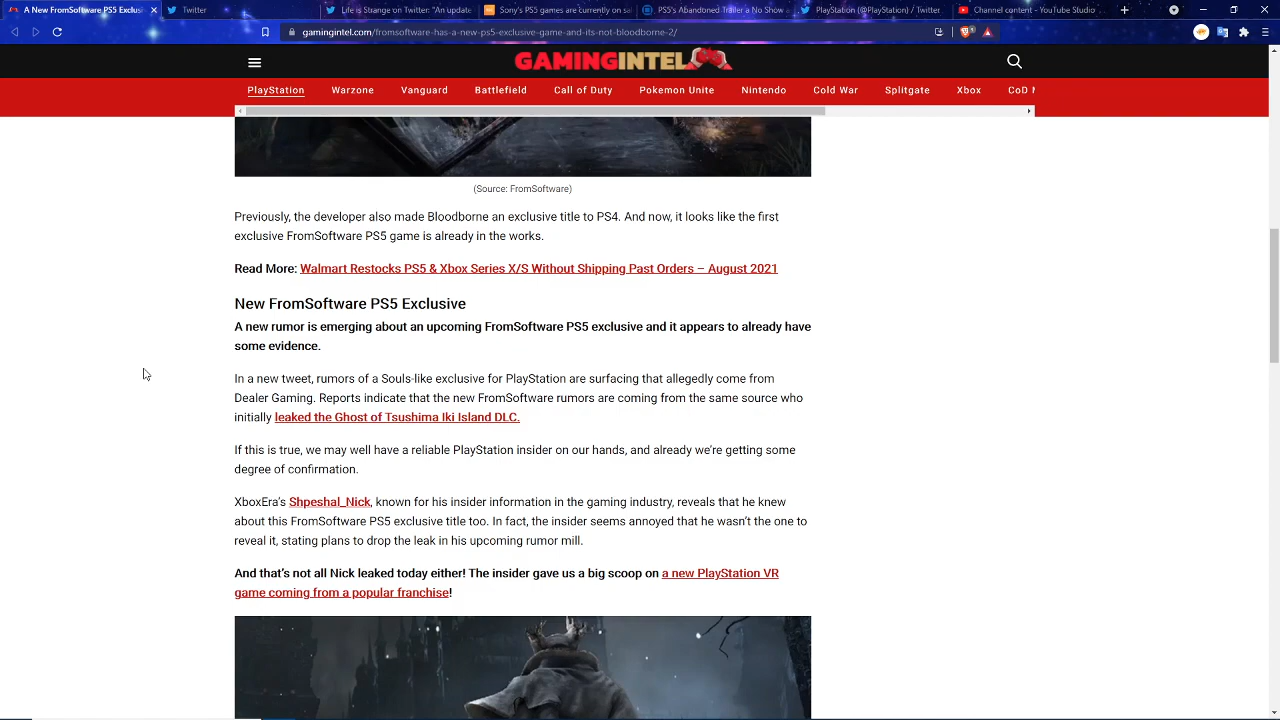 A New FromSoftware PS5 Exclusi
Twitter
Life is Strange on Twitter: "An update
Sony's PS5 games are currently on sal
PS5's Abandoned Trailer a No Show
PlayStation (@PlayStation) / Twitter
Channel content - YouTube Studio
gamingintel.com/fromsoftware-has-a-new-ps5-exclusive-game-and-its-not-bloodborne-2/
GAMINGINTEL
PlayStation Warzone Vanguard Battlefield Call of Duty Pokemon Unite Nintendo Cold War Splitgate Xbox CoD
(Source: FromSoftware)
Previously, the developer also made Bloodborne an exclusive title to PS4. And now, it looks like the first
exclusive FromSoftware PS5 game is already in the works.
Read More: Walmart Restocks PS5 & Xbox Series X/S Without Shipping Past Orders – August 2021
New FromSoftware PS5 Exclusive
A new rumor is emerging about an upcoming FromSoftware PS5 exclusive and it appears to already have
some evidence.
In a new tweet, rumors of a Souls-like exclusive for PlayStation are surfacing that allegedly come from
Dealer Gaming. Reports indicate that the new FromSoftware rumors are coming from the same source who
initially leaked the Ghost of Tsushima Iki Island DLC.
If this is true, we may well have a reliable PlayStation insider on our hands, and already we're getting some
degree of confirmation.
XboxEra's Shpeshal_Nick, known for his insider information in the gaming industry, reveals that he knew
about this FromSoftware PS5 exclusive title too. In fact, the insider seems annoyed that he wasn't the one to
reveal it, stating plans to drop the leak in his upcoming rumor mill.
And that's not all Nick leaked today either! The insider gave us a big scoop on a new PlayStation VR
game coming from a popular franchise!